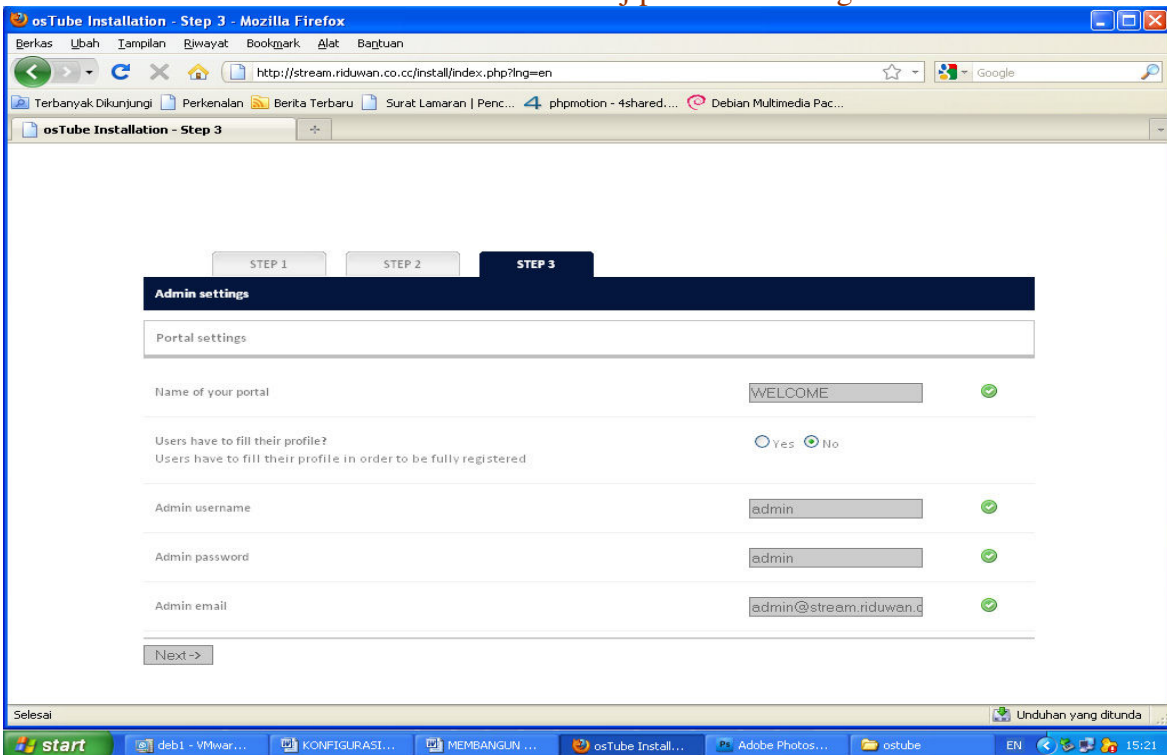 osTube Installation - Step 3 - Mozilla Firefox
Berkas Ubah Tampilan Riwayat Bookmark Alat Bantuan
http://stream.riduwan.co.cc/install/index.php?lng=en
Google
Terbanyak Dikunjungi Perkenalan Berita Terbaru Surat Lamaran | Penc... phpmotion - 4shared.... Debian Multimedia Pac...
osTube Installation - Step 3
STEP 1 STEP 2 STEP 3
Admin settings
Portal settings
Name of your portal WELCOME
Users have to fill their profile? Yes No
Users have to fill their profile in order to be fully registered
Admin username admin
Admin password admin
Admin email admin@stream.riduwan.c
Next->
Selesai Unduhan yang ditunda
start deb1 - VMwar... KONFIGURASI... MEMBANGUN ... osTube Install... Adobe Photos... ostube EN 15:21